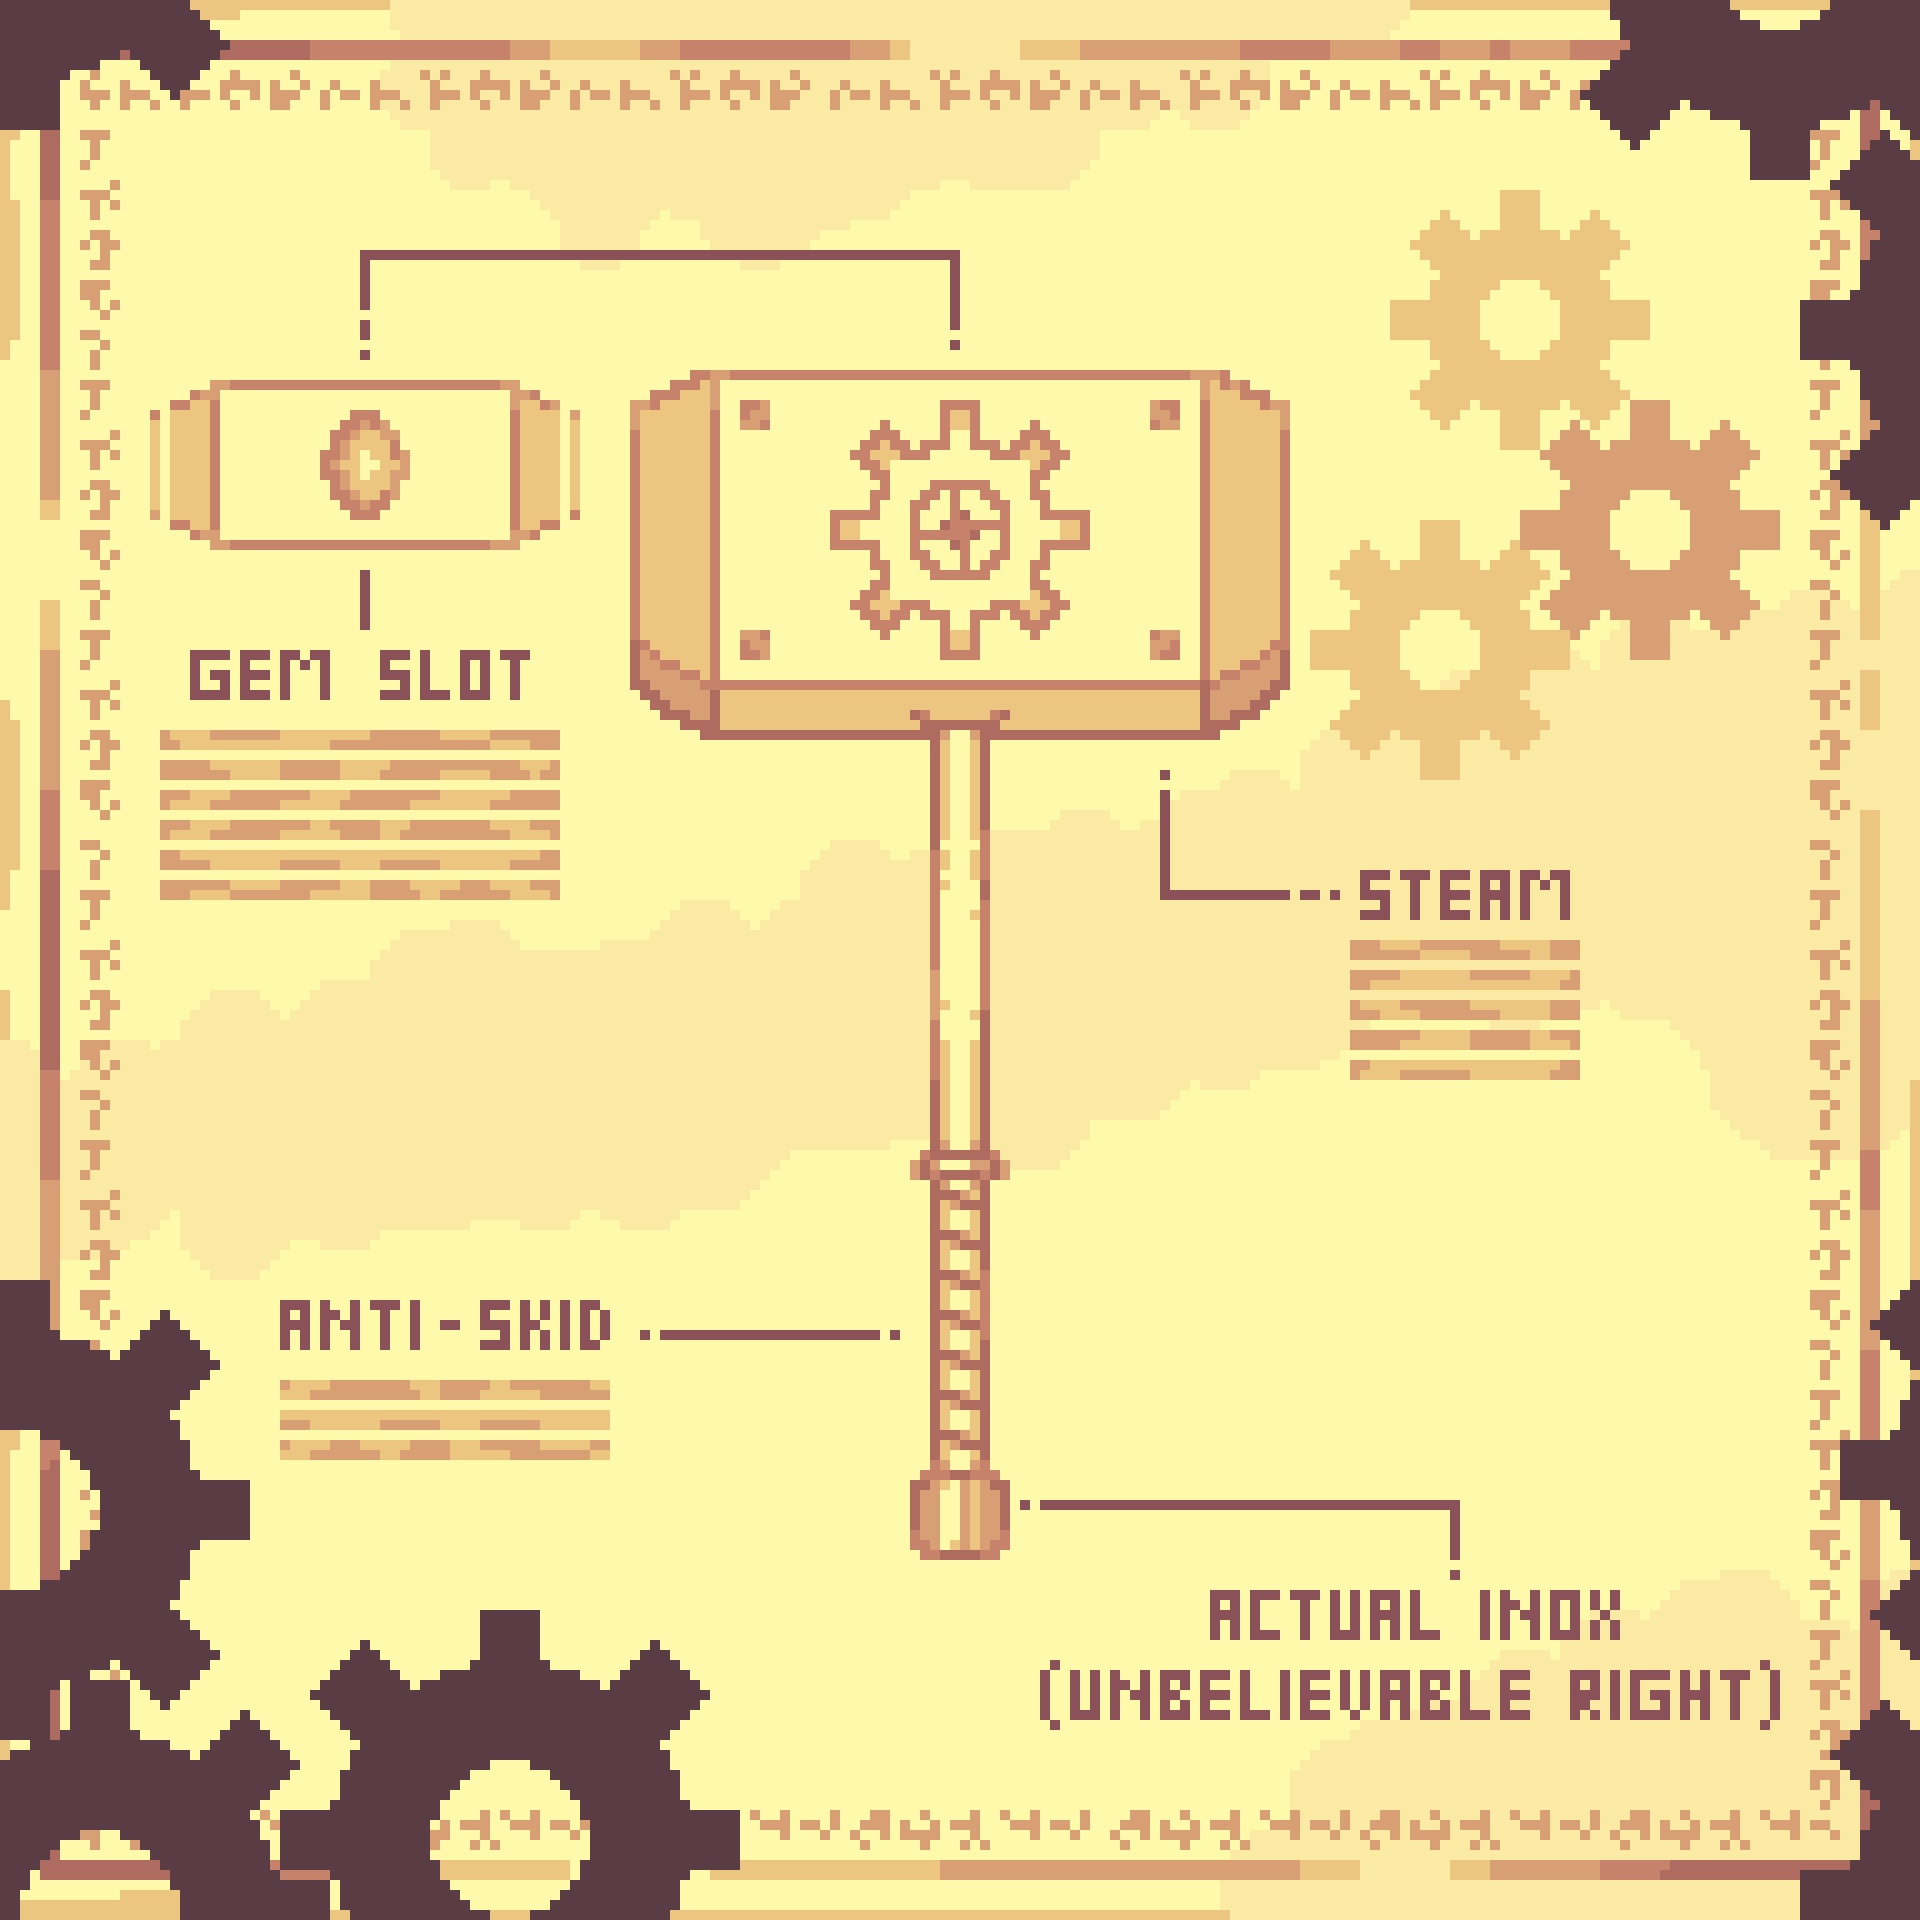 GEM SLOT
STEAM
ANTI-SKID
ACTUAL INOX
(UNBELIEVABLE RIGHT)